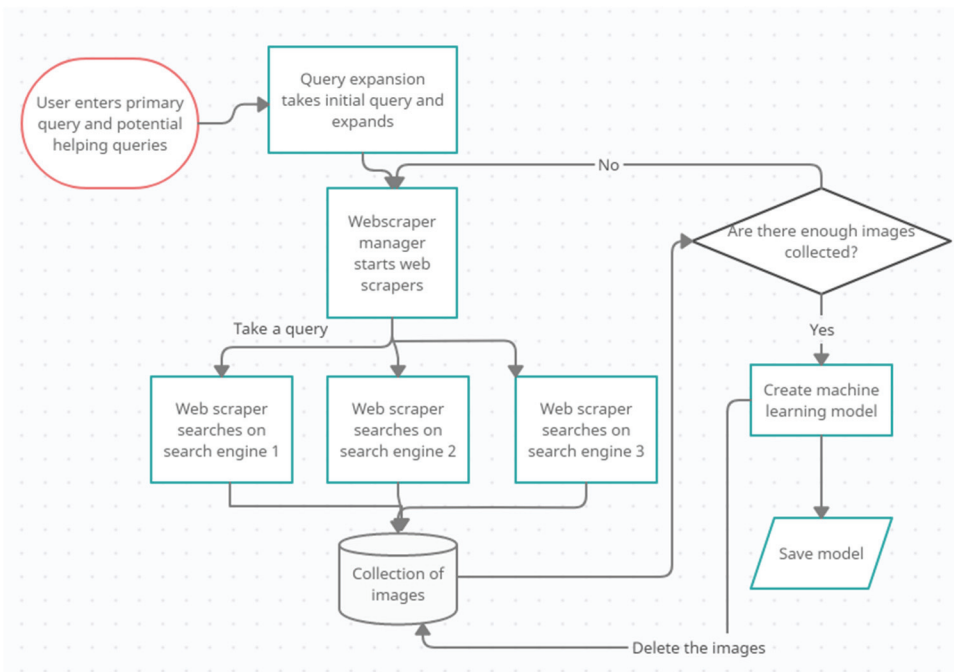 User enters primary
query and potential
helping queries
Query expansion
takes initial query and
expands
No
Webscraper
manager
starts web
scrapers
Are there enough images
collected?
Take a query
Yes
Web scraper
searches on
search engine 1
Web scraper
searches on
search engine 2
Web scraper
searches on
search engine 3
Create machine
learning model
Collection of
images
Save model
Delete the images